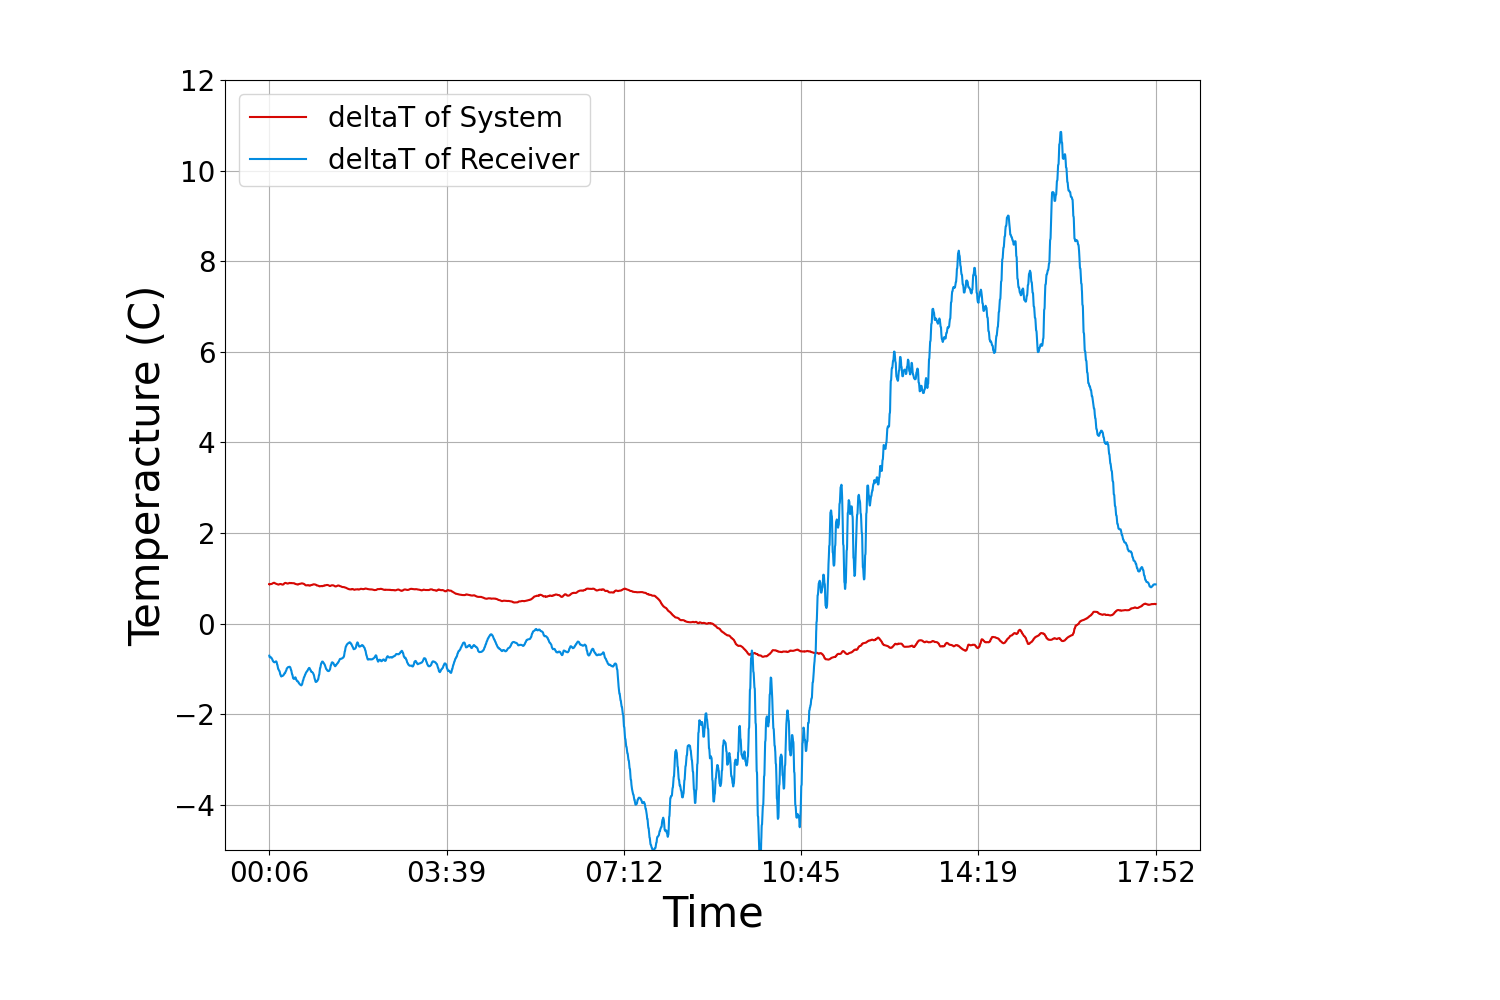 12
10
8
6
4
2
0
−2
−4
Temperacture (C)
deltaT of System
deltaT of Receiver
00:06 03:39 07:12 10:45 14:19 17:52
Time